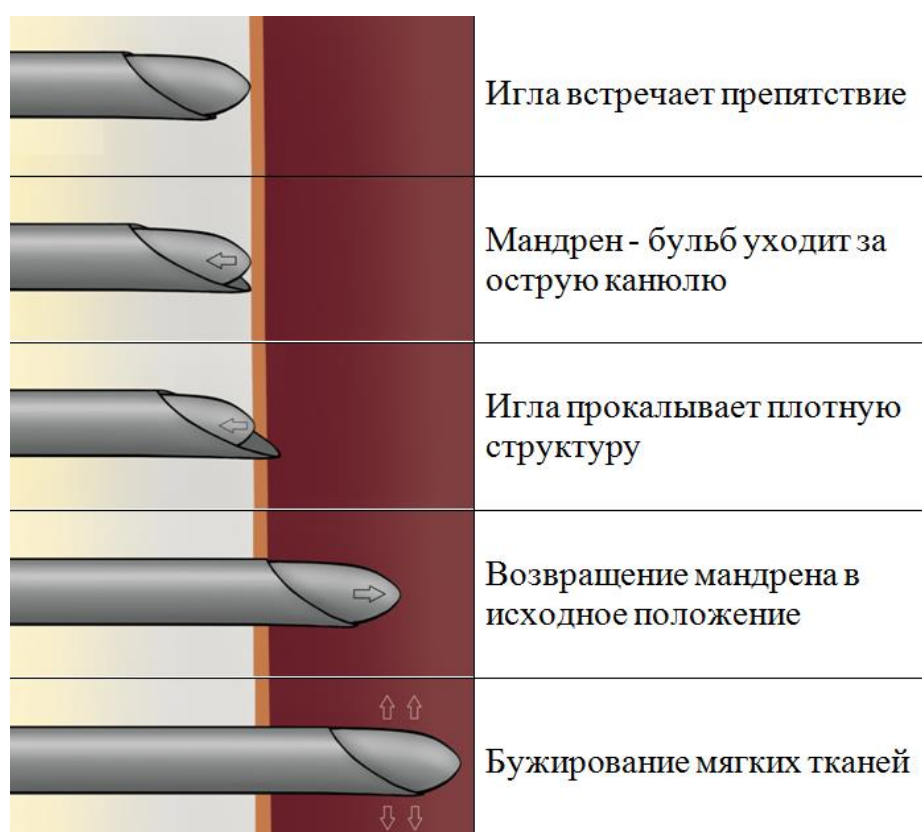 Игла встречает препятствие
Мандрен - бульб уходит за
острую канюлю
Игла прокалывает плотную
структуру
Возвращение мандрена в
исходное положение
Бужирование мягких тканей